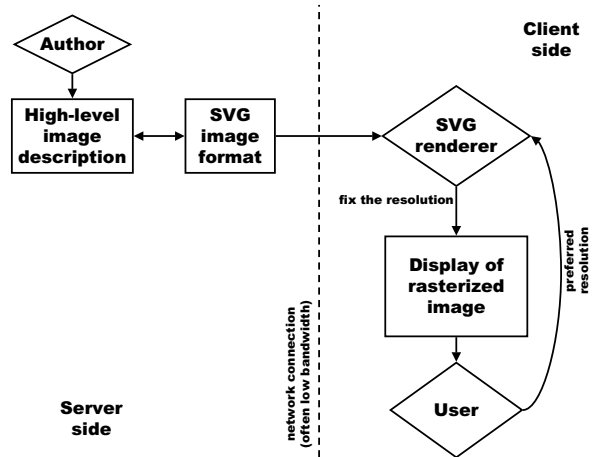 Author
High-level
image
description
SVG
image
format
Client
side
SVG
renderer
fix the resolution
Display of
rasterized
image
preferred
resolution
User
network connection
(often low bandwidth)
Server
side